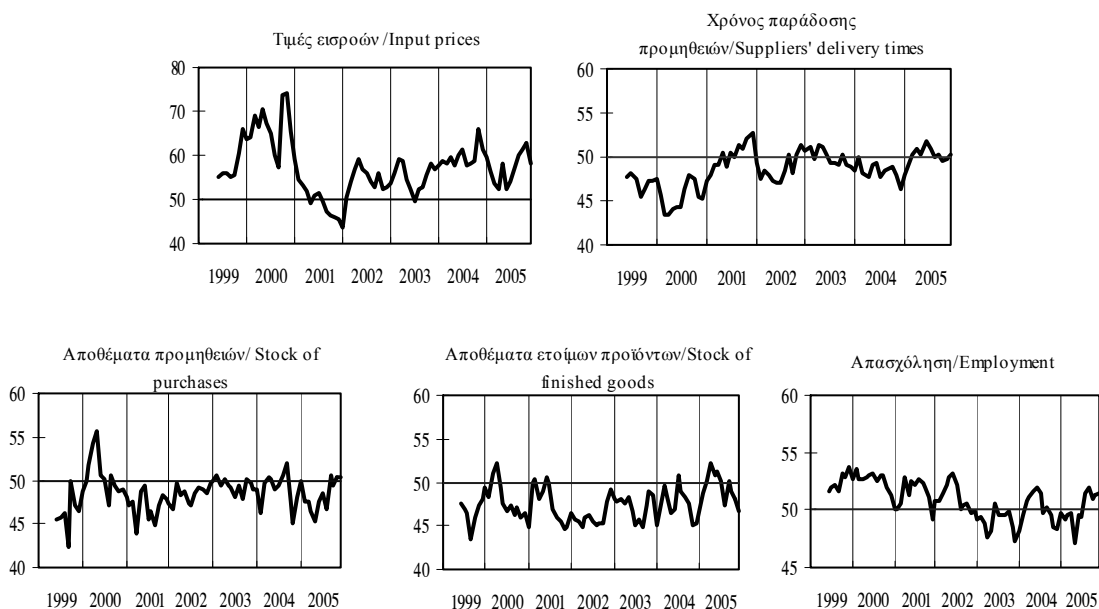 Τιμές εισροών /Input prices
80
70
60
50
40
1999 2000 2001 2002 2003 2004 2005
Χρόνος παράδοσης
προμηθειών/Suppliers' delivery times
60
55
50
45
40
1999 2000 2001 2002 2003 2004 2005
Αποθέματα προμηθειών/ Stock of
purchases
60
55
50
45
40
1999 2000 2001 2002 2003 2004 2005
Αποθέματα ετοίμων προϊόντων/Stock of
finished goods
60
55
50
45
40
1999 2000 2001 2002 2003 2004 2005
Απασχόληση/Employment
60
55
50
45
1999 2000 2001 2002 2003 2004 2005